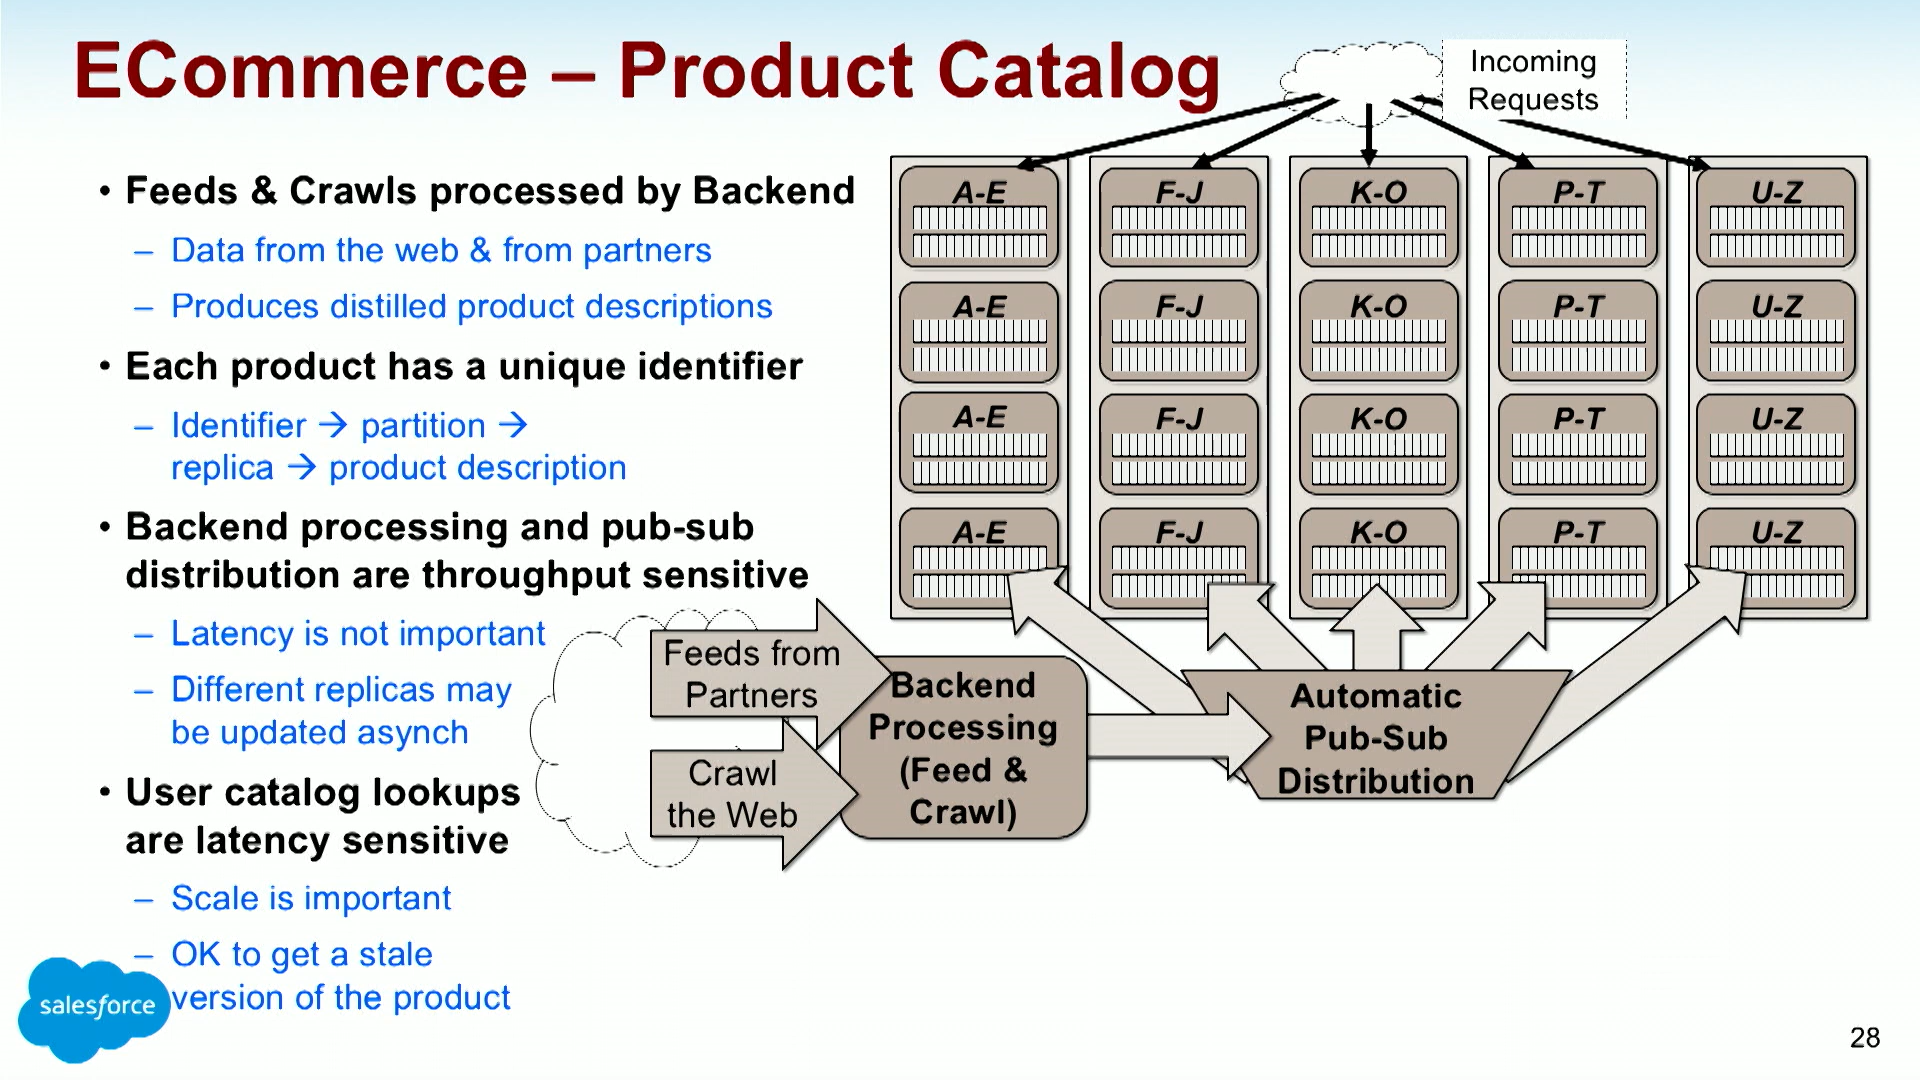 ECommerce – Product Catalog
• Feeds & Crawls processed by Backend
– Data from the web & from partners
– Produces distilled product descriptions
• Each product has a unique identifier
– Identifier → partition →
replica → product description
• Backend processing and pub-sub
distribution are throughput sensitive
– Latency is not important
– Different replicas may
be updated asynch
• User catalog lookups
are latency sensitive
– Scale is important
– OK to get a stale
version of the product
Incoming
Requests
A-E F-J K-O P-T U-Z
A-E F-J K-O P-T U-Z
A-E F-J K-O P-T U-Z
A-E F-J K-O P-T U-Z
Feeds from
Partners
Crawl
the Web
Backend
Processing
(Feed &
Crawl)
Automatic
Pub-Sub
Distribution
salesforce
28